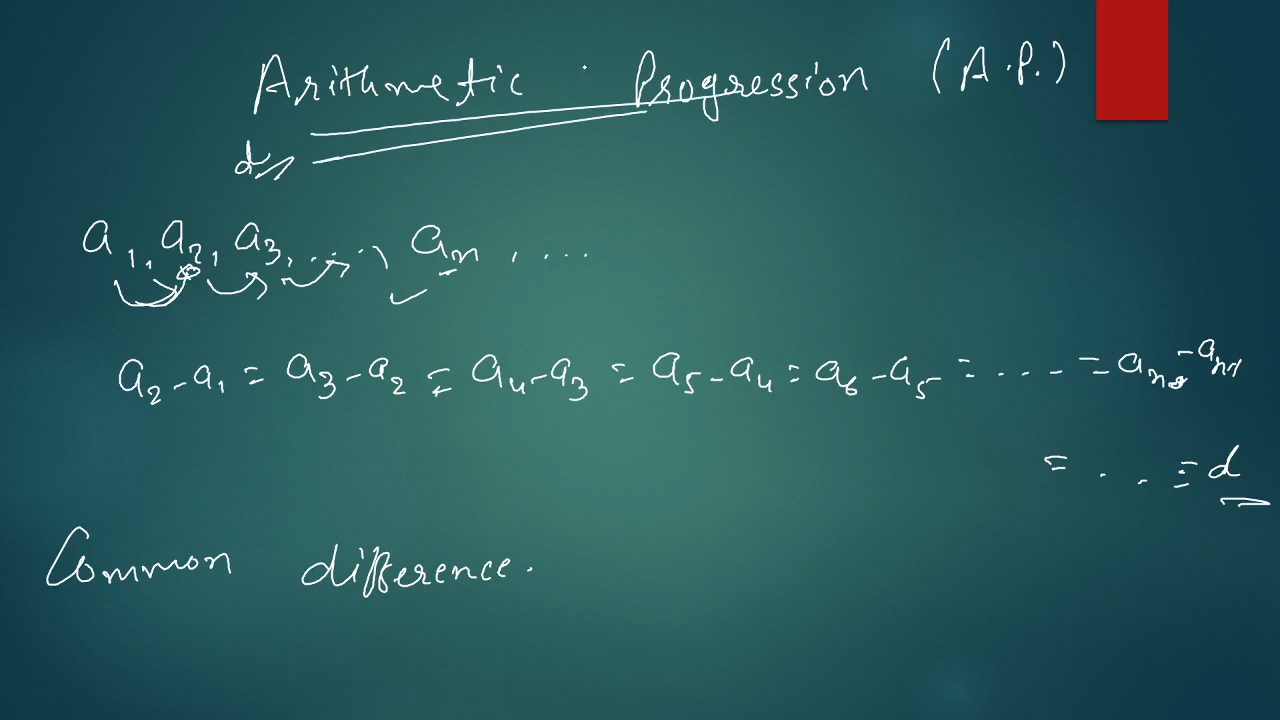 Arithmetic Progression (A.P.)
d
a1, a2, a3, ....., an, ....
a2-a1 = a3-a2 = a4-a3 = a5-a4 = a6-a5 = .... = an - an-1
= ... = d
Common difference.